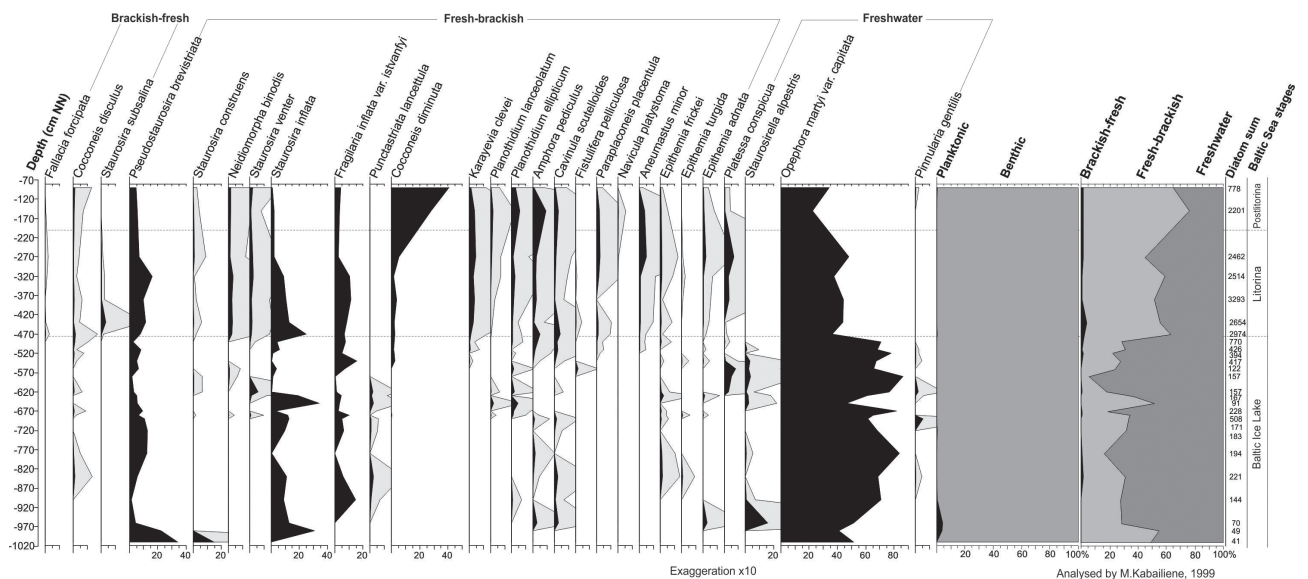 Brackish-fresh
Fresh-brackish
Freshwater
Depth (cm NN)
Fallacia forcipata
Cocconeis disculus
Staurosira subsalina
Pseudostaurosira brevistriata
Staurosira construens
Neidiomorpha binodis
Staurosira venter
Staurosira inflata
Fragilaria inflata var. istvanfyi
Punctastriata lancettula
Cocconeis diminuta
Karayevia clevei
Planothidium lanceolatum
Planothidium ellipticum
Amphora pediculus
Cavinula scutelloides
Fistulifera pelliculosa
Paraplaconeis placentula
Navicula platystoma
Aneumastus minor
Epithemia frickei
Epithemia turgida
Epithemia adnata
Platessa conspicua
Staurosirella alpestris
Opephora martyi var. capitata
Pinnularia gentilis
Planktonic
Benthic
Brackish-fresh
Fresh-brackish
Freshwater
Diatom sum
Baltic Sea stages
-70
-120
-170
-220
-270
-320
-370
-420
-470
-520
-570
-620
-670
-720
-770
-820
-870
-920
-970
-1020
778
2201
2462
2514
3293
2654
2974
770
426
394
417
122
157
157
167
91
228
508
171
183
194
221
144
70
49
41
Postlitorina
Litorina
Baltic Ice Lake
20 40
20 40
20
20 40
20 40 60 80
20 40 60 80 100%
20 40 60 80 100%
Exaggeration x10
Analysed by M.Kabailiene, 1999